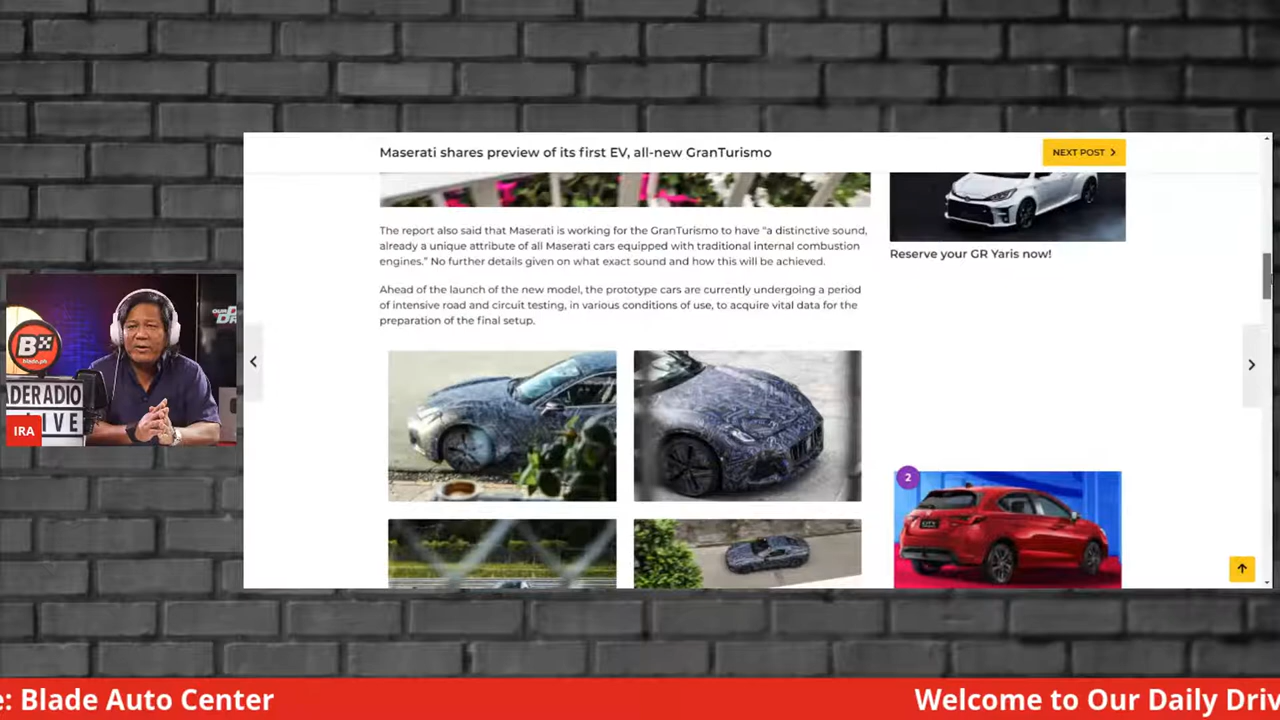 Maserati shares preview of its first EV, all-new GranTurismo
NEXT POST
The report also said that Maserati is working for the GranTurismo to have “a distinctive sound,
already a unique attribute of all Maserati cars equipped with traditional internal combustion
engines.” No further details given on what exact sound and how this will be achieved.
Reserve your GR Yaris now!
Ahead of the launch of the new model, the prototype cars are currently undergoing a period
of intensive road and circuit testing, in various conditions of use, to acquire vital data for the
preparation of the final setup.
OUR D
DR
B
blade.ph
ADERADIO
IVE
IRA
2
e: Blade Auto Center
Welcome to Our Daily Driv